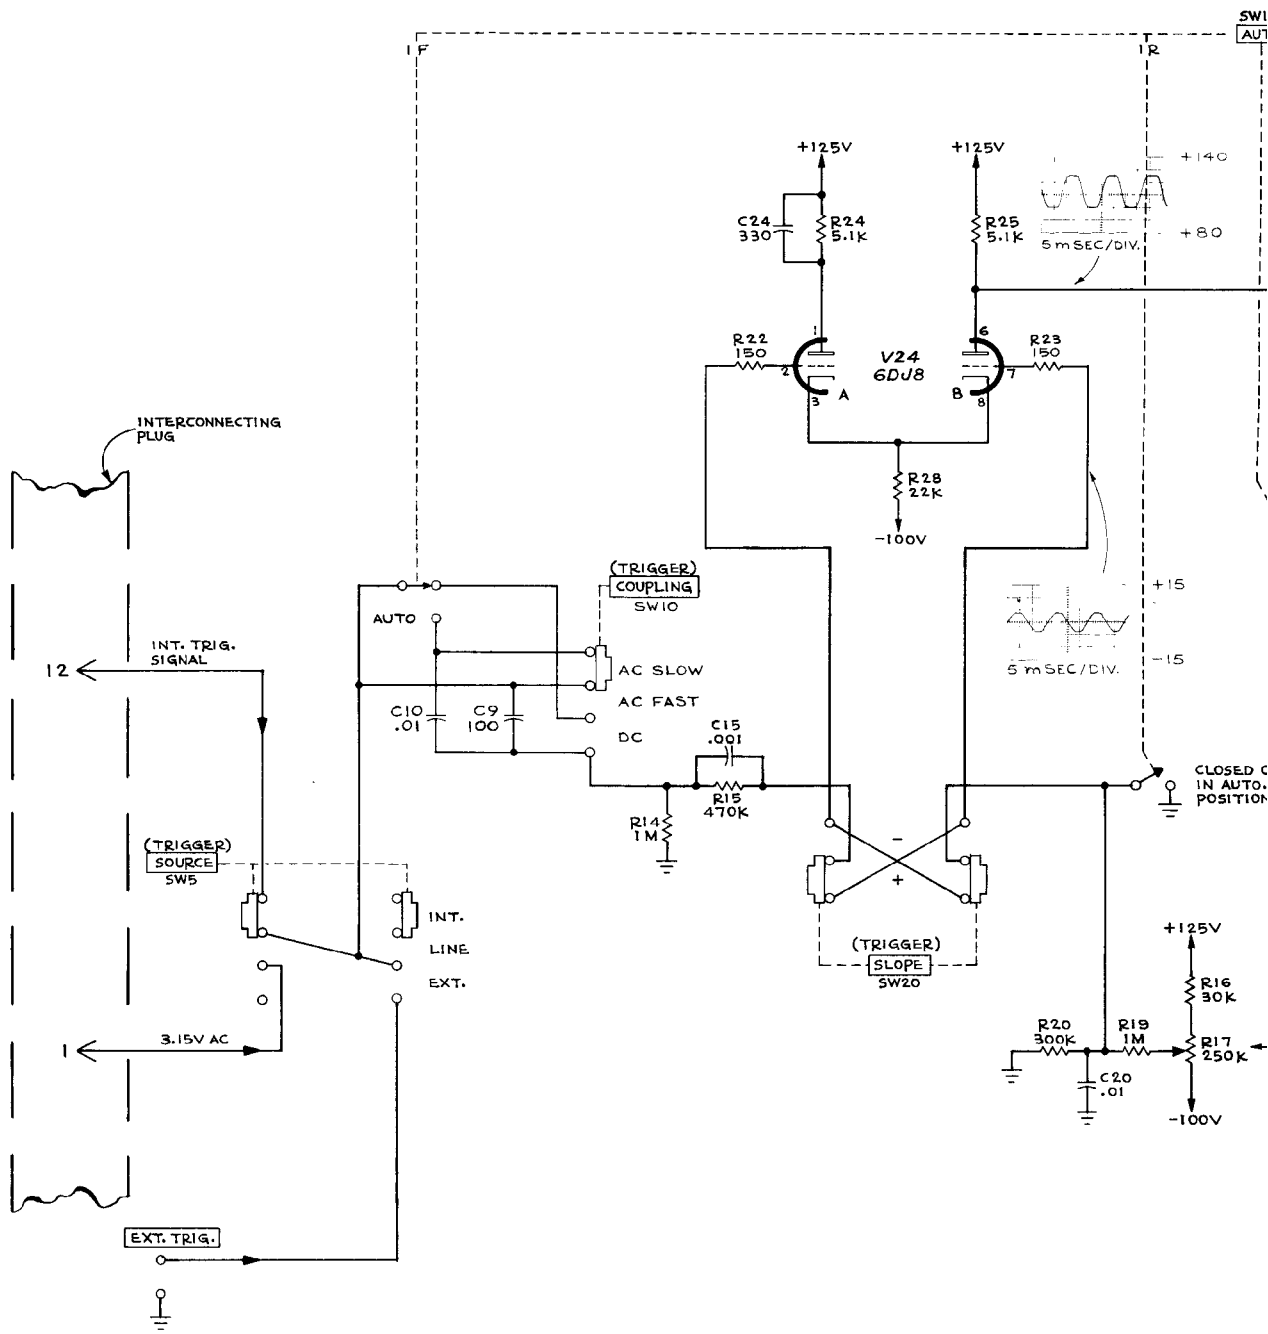 SW1
AUT
1F
1R
+125V
+125V
+140
C24
330
R24
5.1K
R25
5.1K
+80
5 mSEC/DIV.
1
6
R22
150
R23
150
2
V24
6DJ8
7
3
A
B
8
INTERCONNECTING
PLUG
R28
22K
-100V
(TRIGGER)
COUPLING
SW10
+15
AUTO
INT. TRIG.
SIGNAL
12
AC SLOW
-15
5 mSEC/DIV.
AC FAST
C10
.01
C9
100
C15
.001
DC
CLOSED O
IN AUTO.
POSITION
R15
470K
R14
1M
(TRIGGER)
SOURCE
SW5
-
+
INT.
LINE
EXT.
(TRIGGER)
SLOPE
SW20
+125V
R16
30K
1
3.15V AC
R20
300K
R19
1M
R17
250K
C20
.01
-100V
EXT. TRIG.